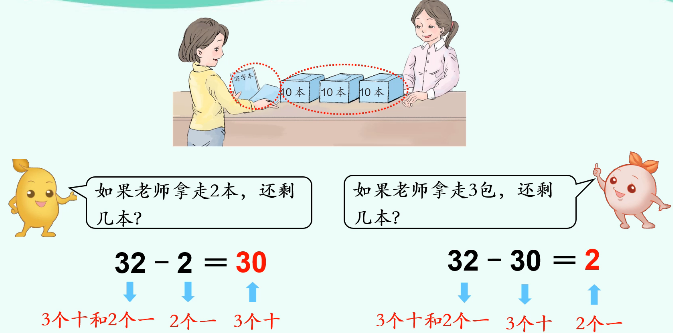 写字本
10本 10本 10本
如果老师拿走2本，还剩
几本？
如果老师拿走3包，还剩
几本？
32－2＝30
32－30＝2
3个十和2个一 2个一 3个十
3个十和2个一 3个十 2个一